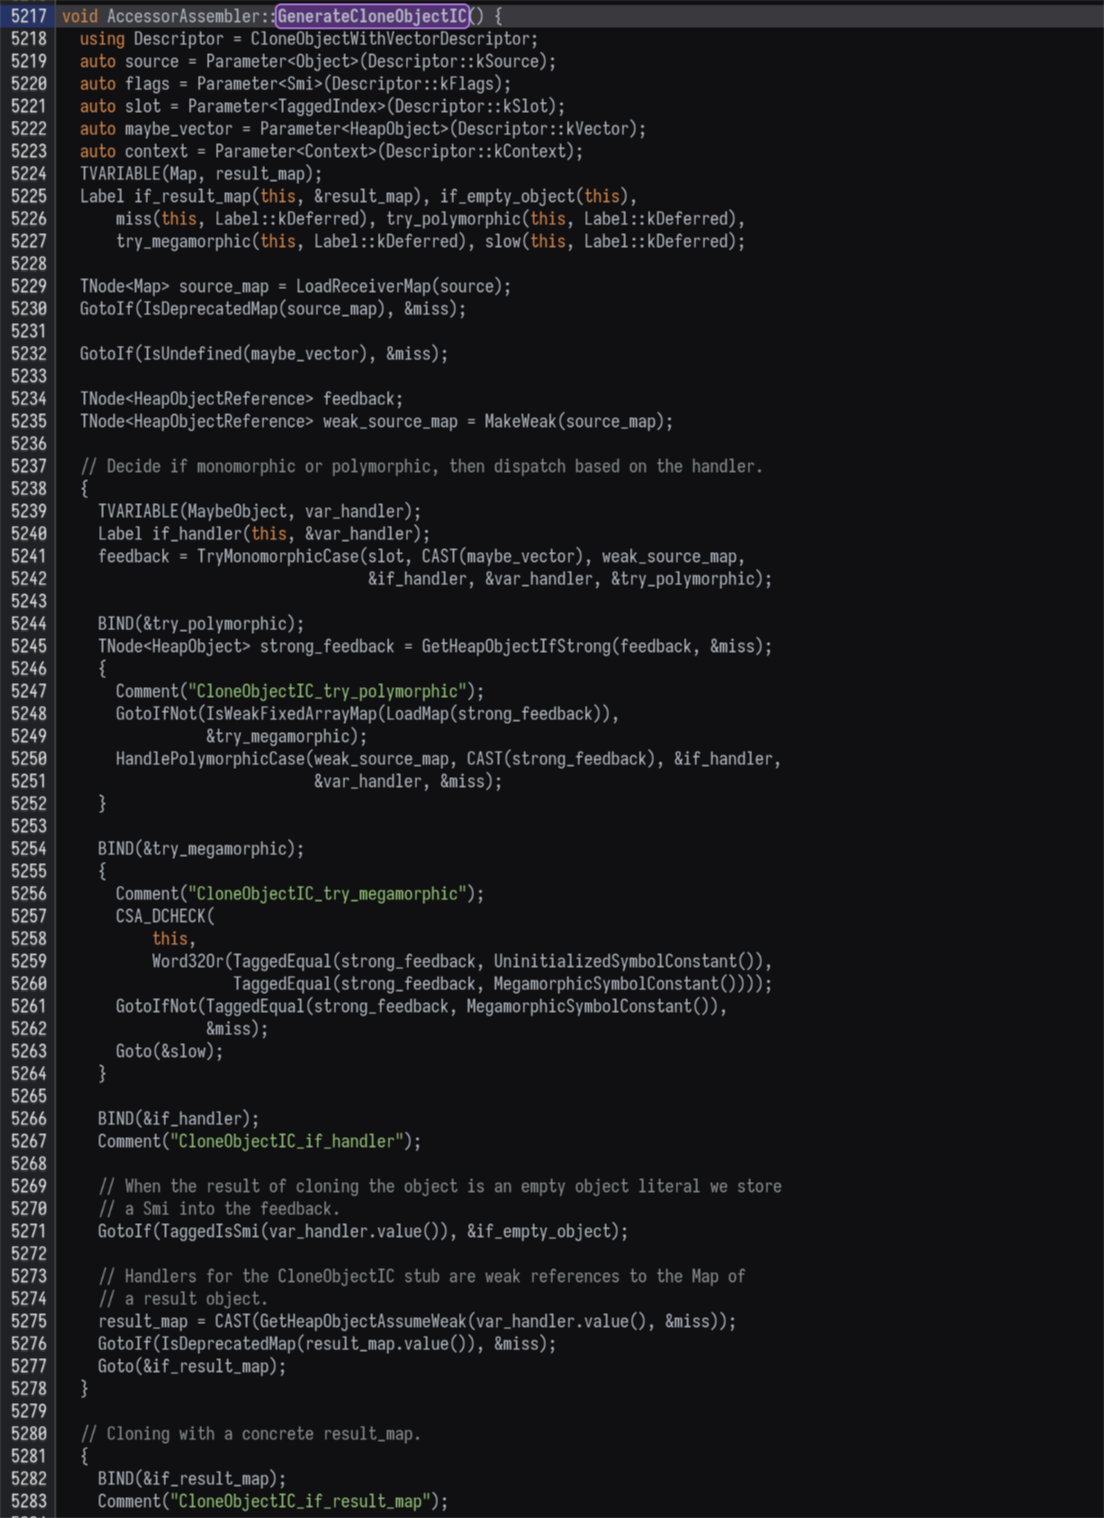 5217 void AccessorAssembler::GenerateCloneObjectIC() {
5218   using Descriptor = CloneObjectWithVectorDescriptor;
5219   auto source = Parameter<Object>(Descriptor::kSource);
5220   auto flags = Parameter<Smi>(Descriptor::kFlags);
5221   auto slot = Parameter<TaggedIndex>(Descriptor::kSlot);
5222   auto maybe_vector = Parameter<HeapObject>(Descriptor::kVector);
5223   auto context = Parameter<Context>(Descriptor::kContext);
5224   TVARIABLE(Map, result_map);
5225   Label if_result_map(this, &result_map), if_empty_object(this),
5226       miss(this, Label::kDeferred), try_polymorphic(this, Label::kDeferred),
5227       try_megamorphic(this, Label::kDeferred), slow(this, Label::kDeferred);
5228
5229   TNode<Map> source_map = LoadReceiverMap(source);
5230   GotoIf(IsDeprecatedMap(source_map), &miss);
5231
5232   GotoIf(IsUndefined(maybe_vector), &miss);
5233
5234   TNode<HeapObjectReference> feedback;
5235   TNode<HeapObjectReference> weak_source_map = MakeWeak(source_map);
5236
5237   // Decide if monomorphic or polymorphic, then dispatch based on the handler.
5238   {
5239     TVARIABLE(MaybeObject, var_handler);
5240     Label if_handler(this, &var_handler);
5241     feedback = TryMonomorphicCase(slot, CAST(maybe_vector), weak_source_map,
5242                                   &if_handler, &var_handler, &try_polymorphic);
5243
5244     BIND(&try_polymorphic);
5245     TNode<HeapObject> strong_feedback = GetHeapObjectIfStrong(feedback, &miss);
5246     {
5247       Comment("CloneObjectIC_try_polymorphic");
5248       GotoIfNot(IsWeakFixedArrayMap(LoadMap(strong_feedback)),
5249                 &try_megamorphic);
5250       HandlePolymorphicCase(weak_source_map, CAST(strong_feedback), &if_handler,
5251                             &var_handler, &miss);
5252     }
5253
5254     BIND(&try_megamorphic);
5255     {
5256       Comment("CloneObjectIC_try_megamorphic");
5257       CSA_DCHECK(
5258           this,
5259           Word32Or(TaggedEqual(strong_feedback, UninitializedSymbolConstant()),
5260                    TaggedEqual(strong_feedback, MegamorphicSymbolConstant())));
5261       GotoIfNot(TaggedEqual(strong_feedback, MegamorphicSymbolConstant()),
5262                 &miss);
5263       Goto(&slow);
5264     }
5265
5266     BIND(&if_handler);
5267     Comment("CloneObjectIC_if_handler");
5268
5269     // When the result of cloning the object is an empty object literal we store
5270     // a Smi into the feedback.
5271     GotoIf(TaggedIsSmi(var_handler.value()), &if_empty_object);
5272
5273     // Handlers for the CloneObjectIC stub are weak references to the Map of
5274     // a result object.
5275     result_map = CAST(GetHeapObjectAssumeWeak(var_handler.value(), &miss));
5276     GotoIf(IsDeprecatedMap(result_map.value()), &miss);
5277     Goto(&if_result_map);
5278   }
5279
5280   // Cloning with a concrete result_map.
5281   {
5282     BIND(&if_result_map);
5283     Comment("CloneObjectIC_if_result_map");